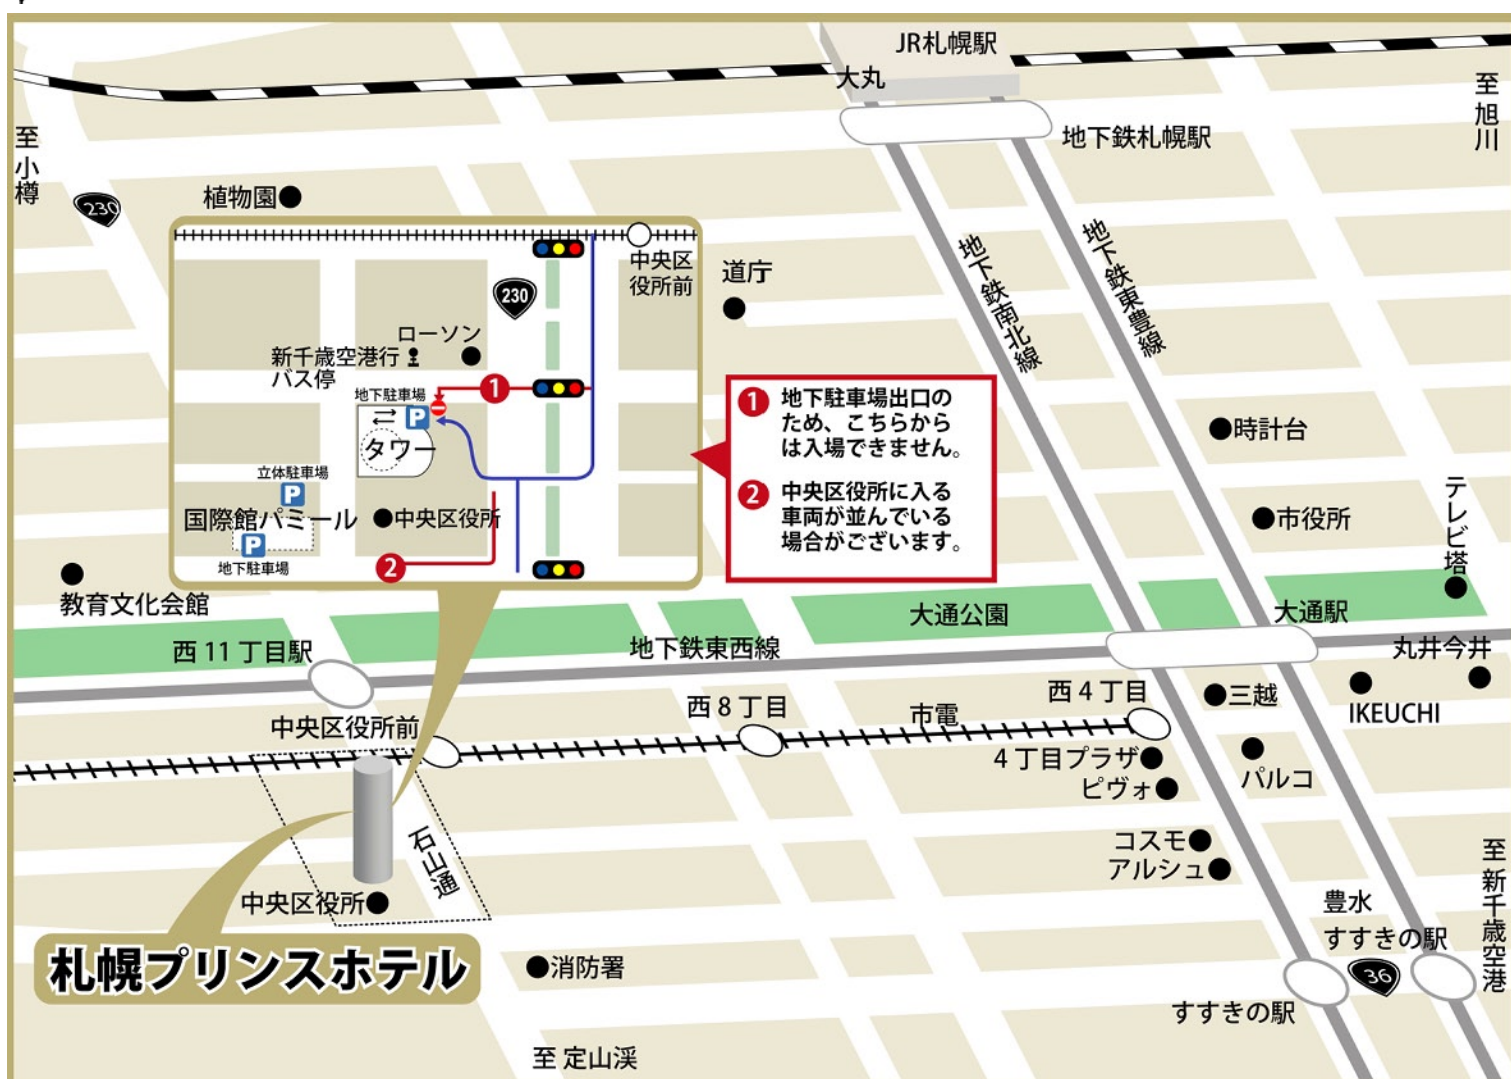 JR札幌駅
大丸
至旭川
至小樽
地下鉄札幌駅
230
植物園
地下鉄南北線
地下鉄東豊線
中央区
役所前
道庁
230
ローソン
新千歳空港行
バス停
地下駐車場
P
1
タワー
立体駐車場
P
国際館パミール
中央区役所
P
地下駐車場
2
1 地下駐車場出口の
ため、こちらから
は入場できません。
2 中央区役所に入る
車両が並んでいる
場合がございます。
時計台
市役所
テレビ塔
教育文化会館
大通公園
大通駅
西11丁目駅
地下鉄東西線
丸井今井
中央区役所前
西8丁目
市電
西4丁目
三越
IKEUCHI
4丁目プラザ
ピヴォ
パルコ
石山通
コスモ
アルシュ
至新千歳空港
中央区役所
豊水
すすきの駅
札幌プリンスホテル
消防署
36
すすきの駅
至 定山渓